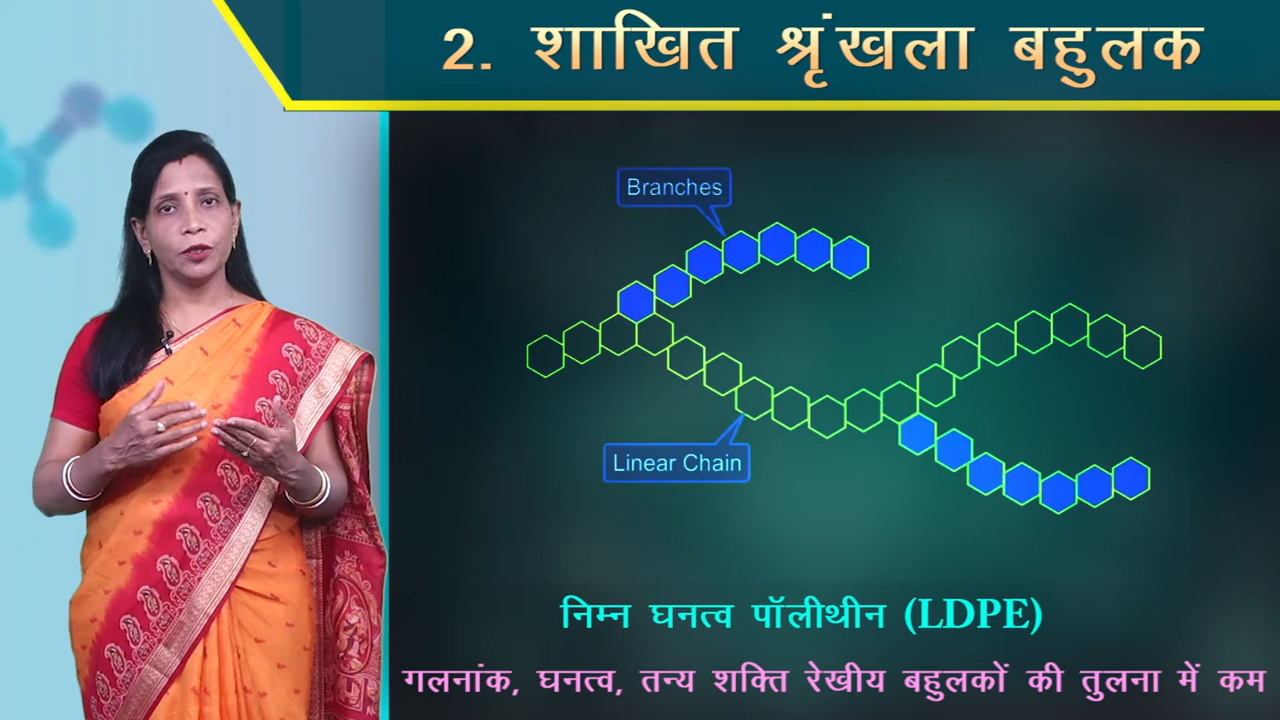 2. शाखित श्रृंखला बहुलक
Branches
Linear Chain
निम्न घनत्व पॉलीथीन (LDPE)
गलनांक, घनत्व, तन्य शक्ति रेखीय बहुलकों की तुलना में कम